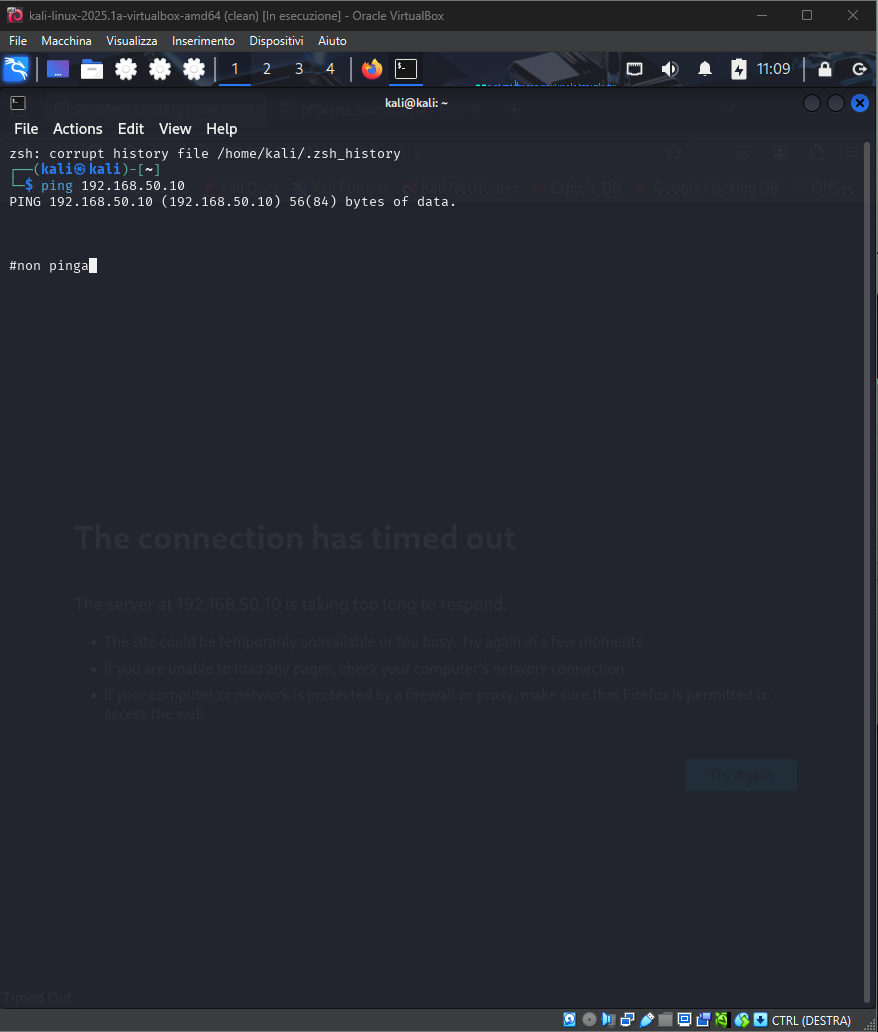 kali-linux-2025.1a-virtualbox-amd64 (clean) [In esecuzione] - Oracle VirtualBox
File Macchina Visualizza Inserimento Dispositivi Aiuto
1 2 3 4 11:09
kali@kali: ~
File Actions Edit View Help
zsh: corrupt history file /home/kali/.zsh_history
┌──(kali㉿kali)-[~]
└─$ ping 192.168.50.10
Kali Docs Kali Forums Kali NetHunter Exploit-DB Google Hacking DB OffSec
PING 192.168.50.10 (192.168.50.10) 56(84) bytes of data.
#non pinga
The connection has timed out
The server at 192.168.50.10 is taking too long to respond.
• The site could be temporarily unavailable or too busy. Try again in a few moments.
• If you are unable to load any pages, check your computer's network connection.
• If your computer or network is protected by a firewall or proxy, make sure that Firefox is permitted to
access the web.
Try Again
Timed Out
CTRL (DESTRA)